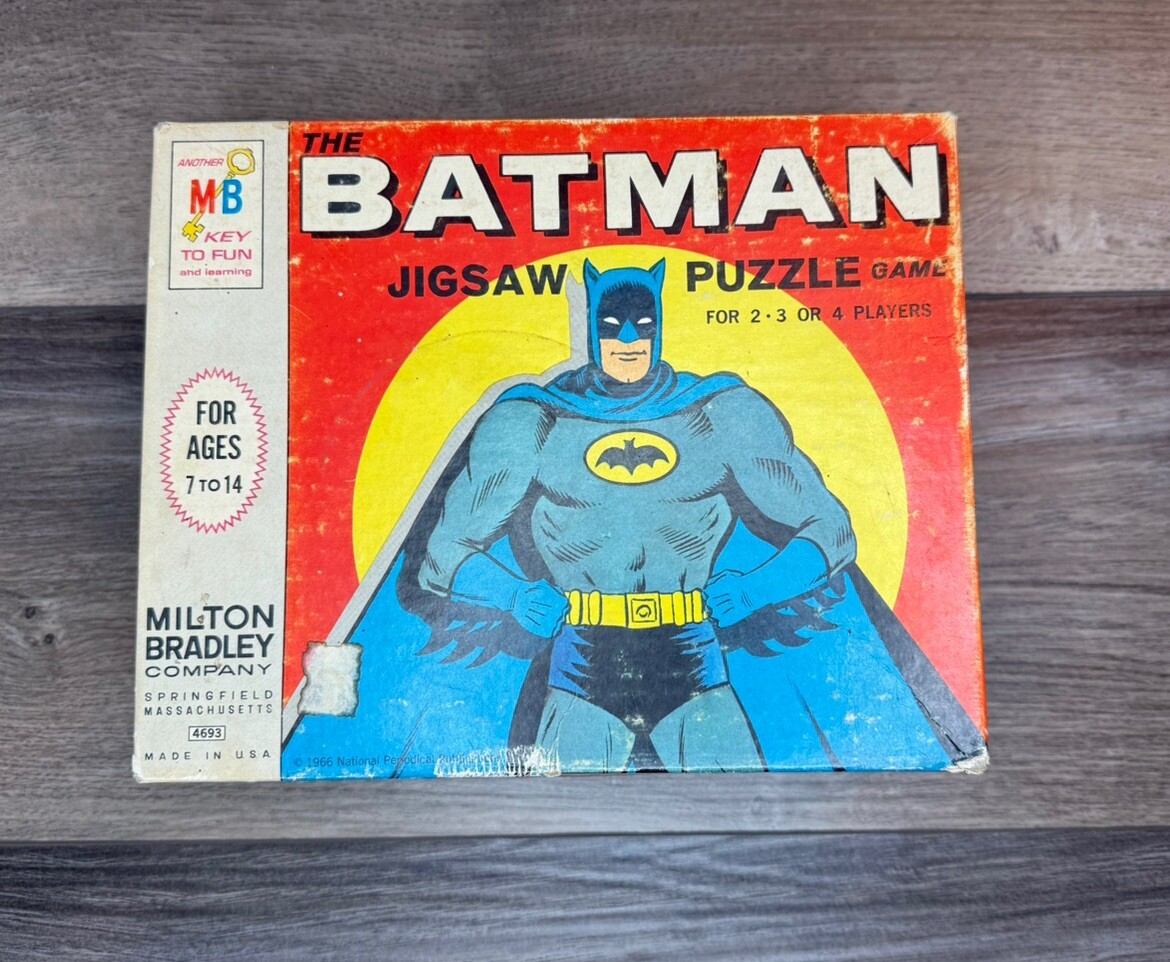 ANOTHER
MB
KEY
TO FUN
and learning
FOR
AGES
7 TO 14
MILTON
BRADLEY
COMPANY
SPRINGFIELD
MASSACHUSETTS
4693
MADE IN U.S.A.
THE
BATMAN
JIGSAW PUZZLE GAME
FOR 2 • 3 OR 4 PLAYERS
© 1966 National Periodical